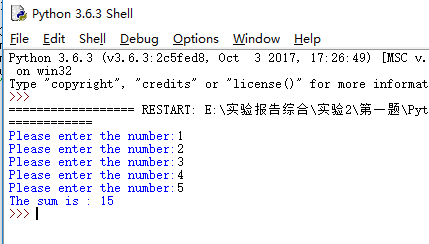 Python 3.6.3 Shell
File Edit Shell Debug Options Window Help
Python 3.6.3 (v3.6.3:2c5fed8, Oct  3 2017, 17:26:49) [MSC v.
 on win32
Type "copyright", "credits" or "license()" for more informat
>>>
================== RESTART: E:\实验报告综合\实验2\第一题\Pyt
============
Please enter the number:1
Please enter the number:2
Please enter the number:3
Please enter the number:4
Please enter the number:5
The sum is : 15
>>>